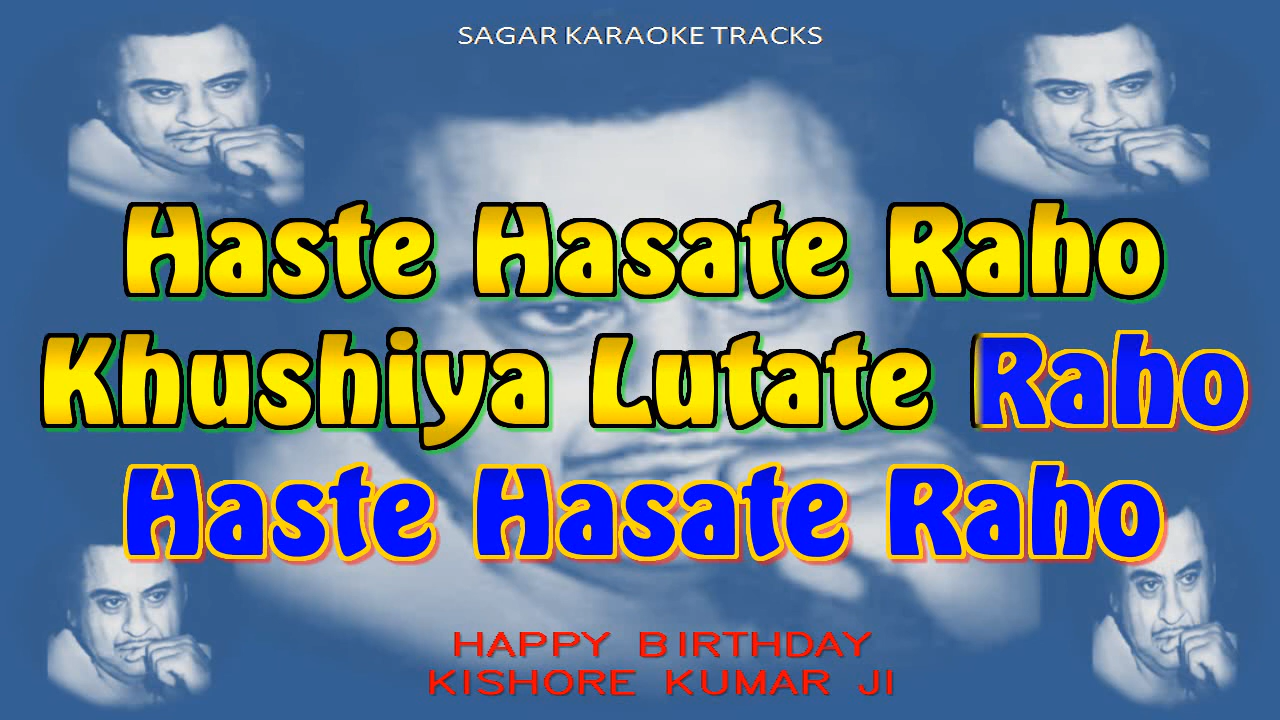 SAGAR KARAOKE TRACKS
Haste Hasate Raho
Khushiya Lutate Raho
Haste Hasate Raho
HAPPY BIRTHDAY
KISHORE KUMAR JI